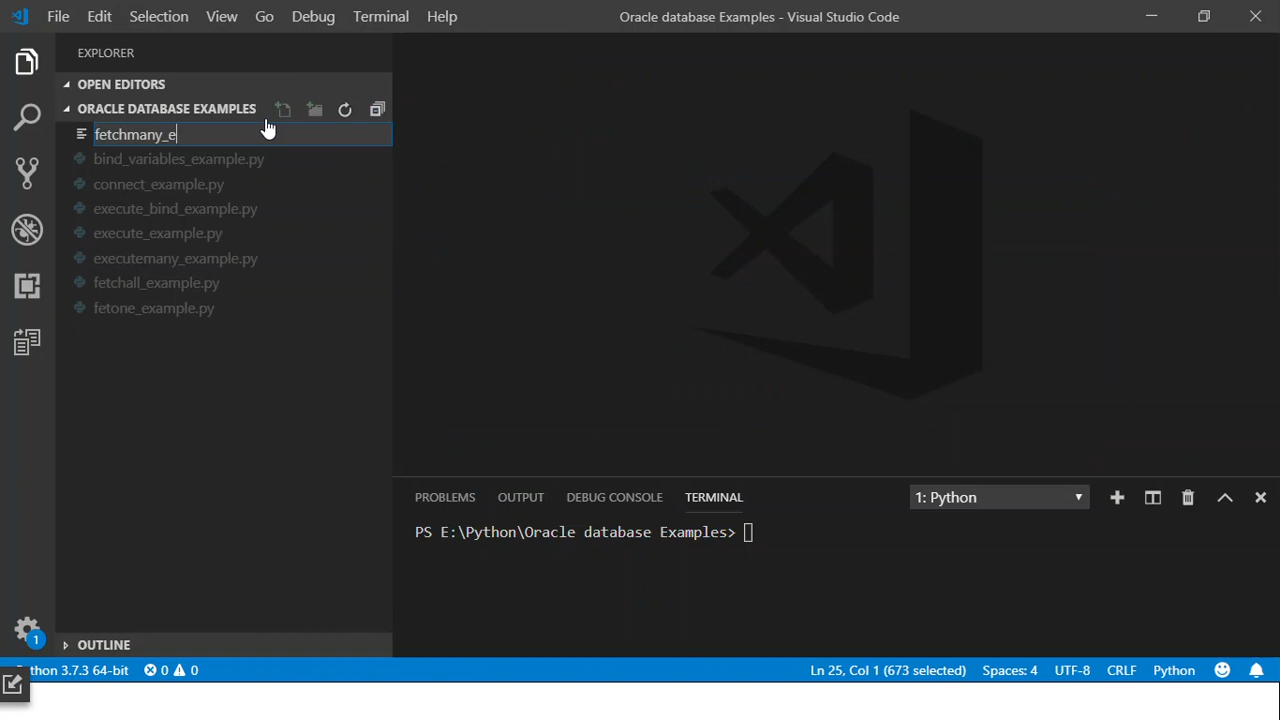 File Edit Selection View Go Debug Terminal Help Oracle database Examples - Visual Studio Code
EXPLORER
OPEN EDITORS
ORACLE DATABASE EXAMPLES
fetchmany_e
bind_variables_example.py
connect_example.py
execute_bind_example.py
execute_example.py
executemany_example.py
fetchall_example.py
fetone_example.py
PROBLEMS OUTPUT DEBUG CONSOLE TERMINAL 1: Python
PS E:\Python\Oracle database Examples>
OUTLINE
1
thon 3.7.3 64-bit 0 0 Ln 25, Col 1 (673 selected) Spaces: 4 UTF-8 CRLF Python